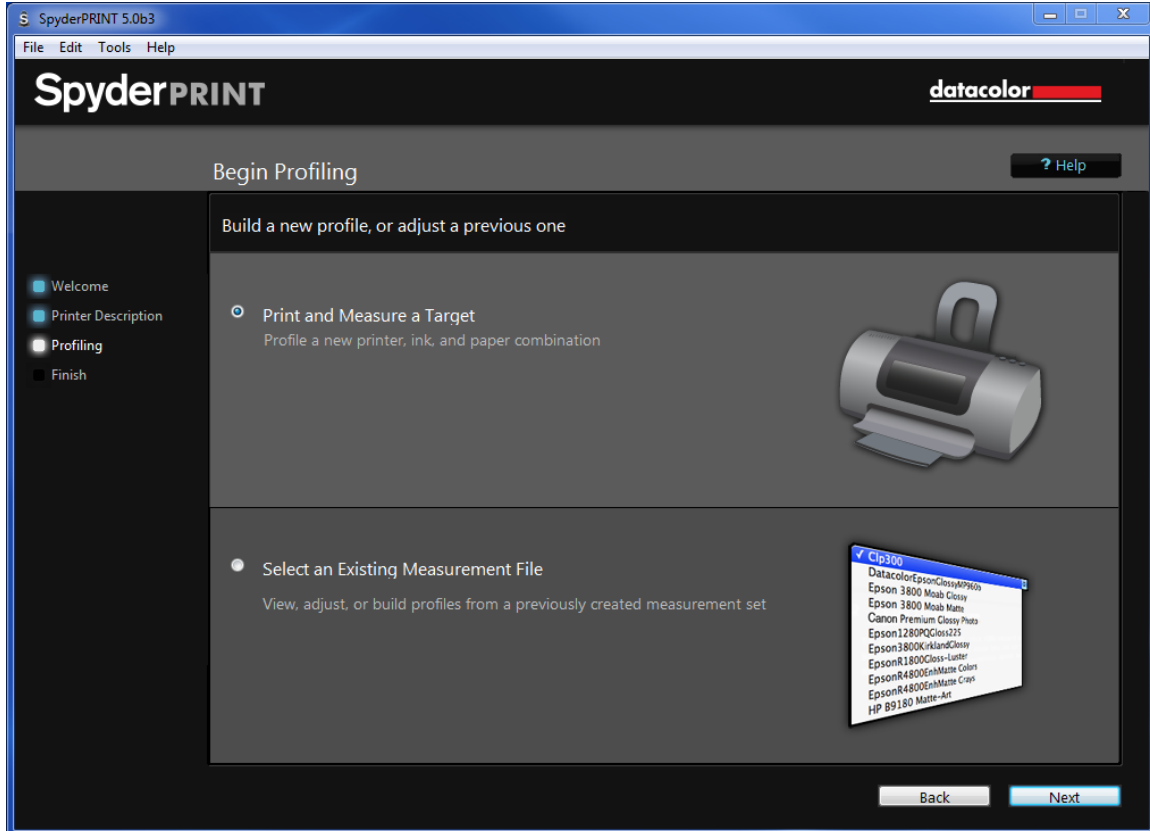 SpyderPRINT 5.0b3
File Edit Tools Help
SpyderPRINT
datacolor
Begin Profiling
? Help
Build a new profile, or adjust a previous one
Welcome
Printer Description
Profiling
Finish
Print and Measure a Target
Profile a new printer, ink, and paper combination
Select an Existing Measurement File
View, adjust, or build profiles from a previously created measurement set
✓ Clp300
DatacolorEpsonGlossyMP960b
Epson 3800 Moab Glossy
Epson 3800 Moab Matte
Canon Premium Glossy Photo
Epson1280PQGloss225
Epson3800KirklandGlossy
EpsonR1800Gloss-Luster
EpsonR4800EnhMatte Colors
EpsonR4800EnhMatte Grays
HP B9180 Matte-Art
Back Next